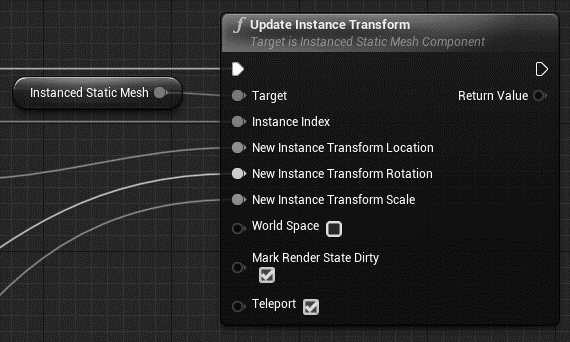 Update Instance Transform
Target is Instanced Static Mesh Component
Instanced Static Mesh
Target
Return Value
Instance Index
New Instance Transform Location
New Instance Transform Rotation
New Instance Transform Scale
World Space
Mark Render State Dirty
Teleport